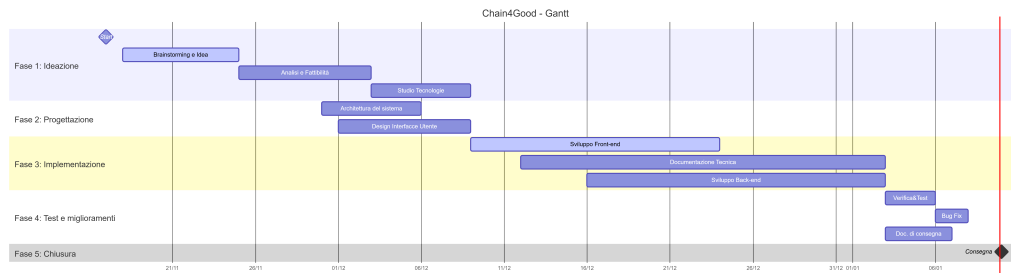 Chain4Good - Gantt
Start
Fase 1: Ideazione
Brainstorming e Idea
Analisi e Fattibilità
Studio Tecnologie
Fase 2: Progettazione
Architettura del sistema
Design Interfacce Utente
Fase 3: Implementazione
Sviluppo Front-end
Documentazione Tecnica
Sviluppo Back-end
Fase 4: Test e miglioramenti
Verifica&Test
Bug Fix
Doc. di consegna
Fase 5: Chiusura
Consegna
21/11 26/11 01/12 06/12 11/12 16/12 21/12 26/12 31/12 01/01 06/01